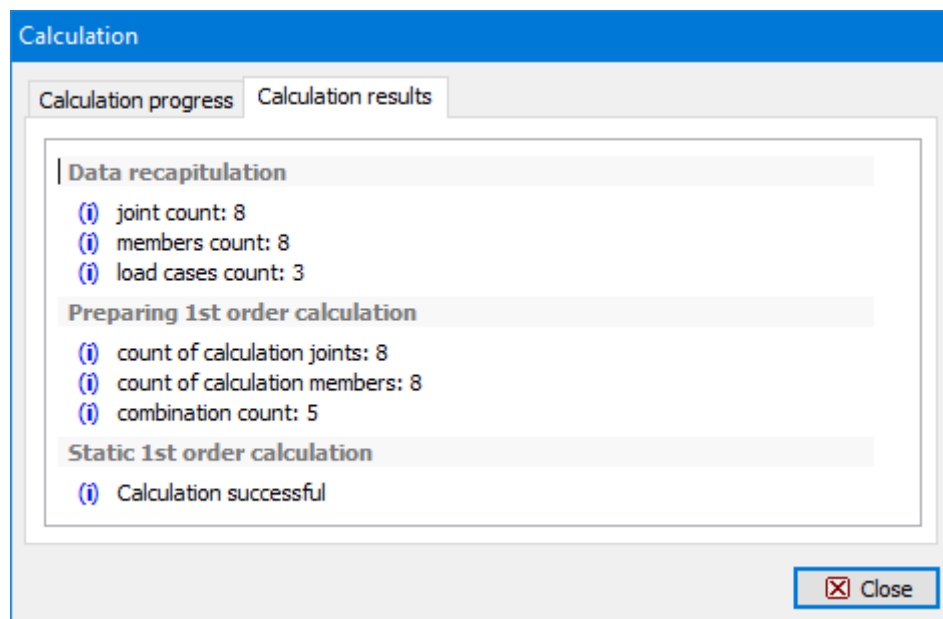 Calculation
Calculation progress
Calculation results
Data recapitulation
(i) joint count: 8
(i) members count: 8
(i) load cases count: 3
Preparing 1st order calculation
(i) count of calculation joints: 8
(i) count of calculation members: 8
(i) combination count: 5
Static 1st order calculation
(i) Calculation successful
Close